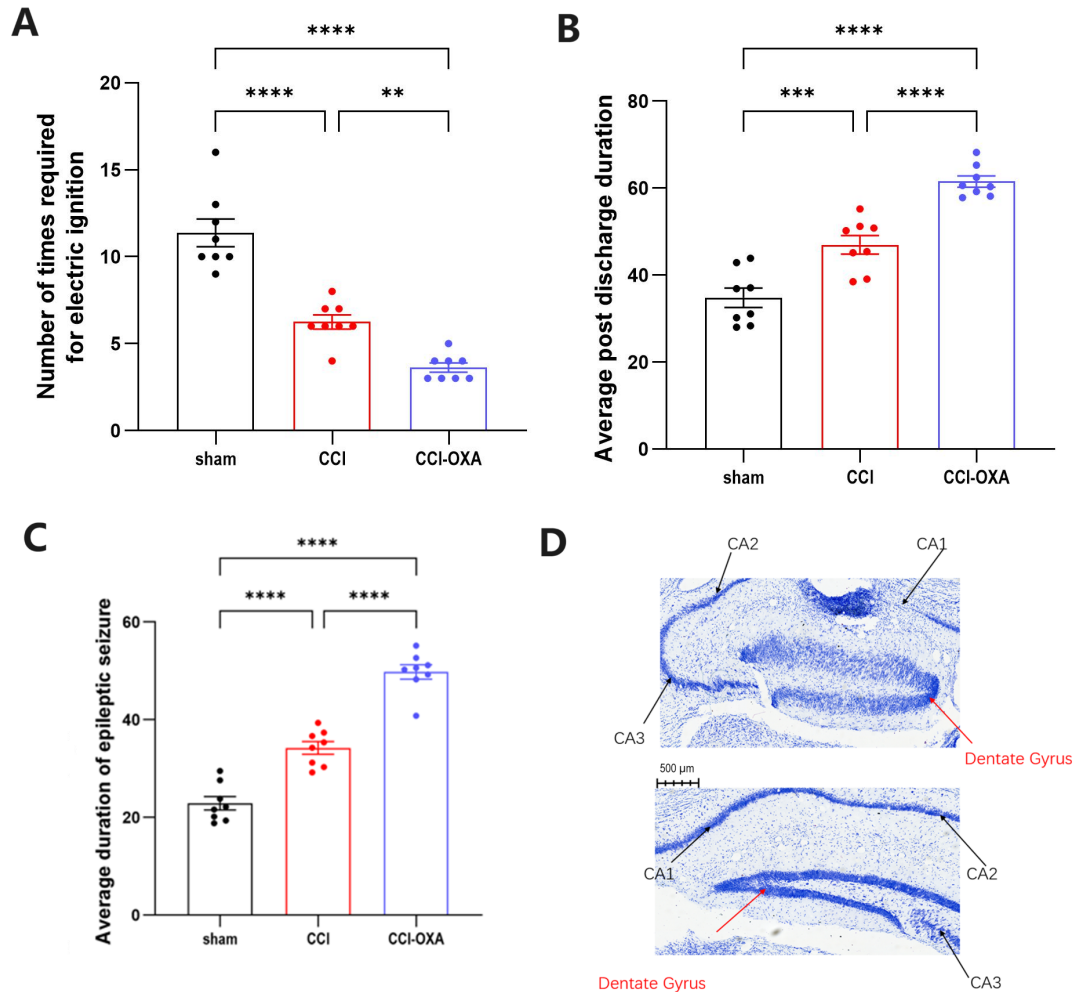 A
****
****
**
Number of times required
for electric ignition
20
15
10
5
0
sham
CCI
CCI-OXA
B
****
***
****
Average post discharge duration
80
60
40
20
0
sham
CCI
CCI-OXA
C
****
****
****
Average duration of epileptic seizure
60
40
20
0
sham
CCI
CCI-OXA
D
CA2
CA1
CA3
Dentate Gyrus
500 μm
CA1
CA2
CA3
Dentate Gyrus